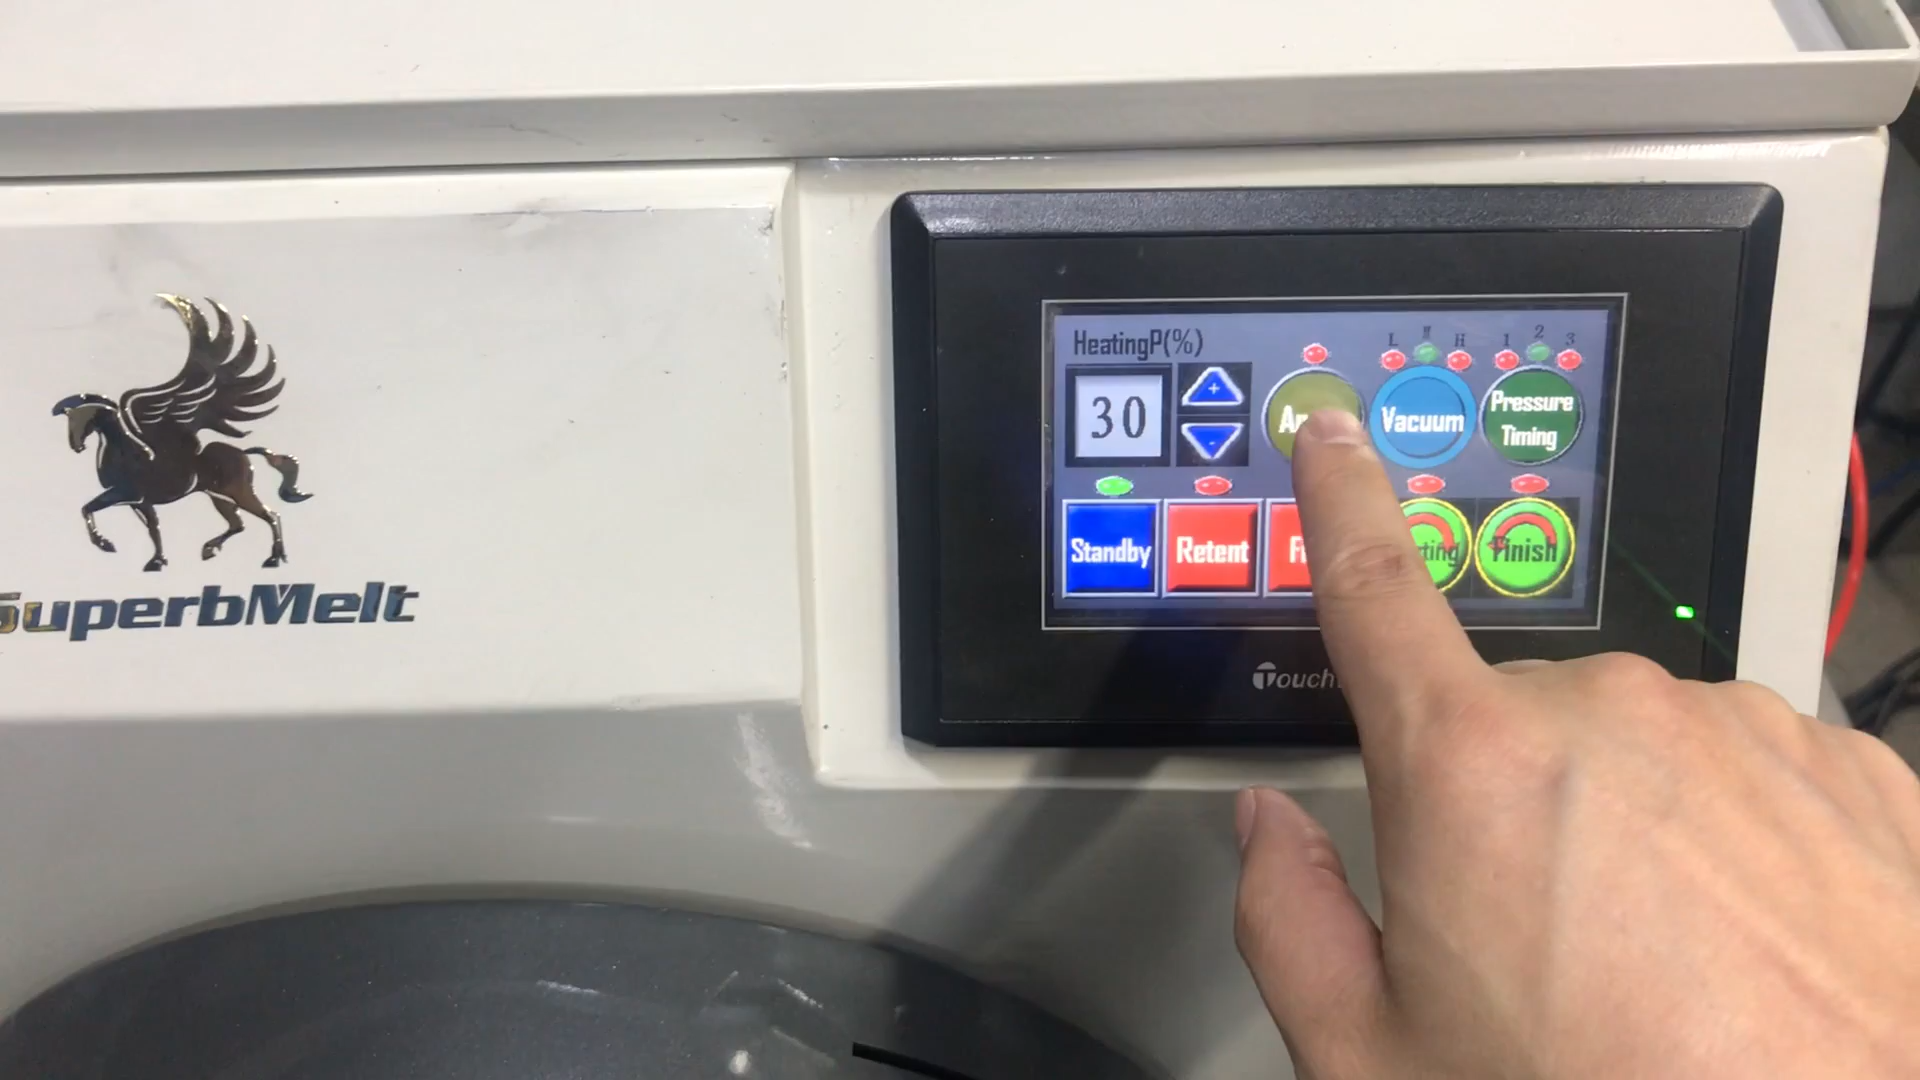 HeatingP(%)
L M H 1 2 3
30
+
-
Vacuum
Pressure
Timing
Standby
Retent
Finish
SuperbMelt